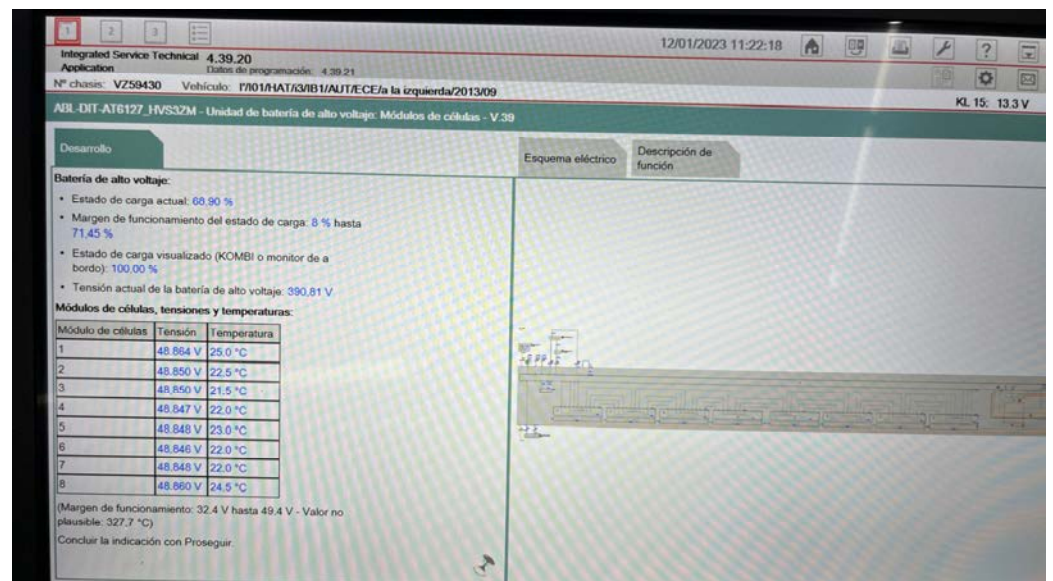 1
2
3
12/01/2023 11:22:18
?
Integrated Service Technical Application
4.39.20
Datos de programación: 4.39.21
Nº chasis: VZ59430 Vehículo: I'/I01/HAT/i3/IB1/AUT/ECE/a la izquierda/2013/09
KL 15: 13.3 V
ABL-DIT-AT6127_HVS3ZM - Unidad de batería de alto voltaje: Módulos de células - V.39
Desarrollo
Esquema eléctrico
Descripción de
función
Batería de alto voltaje:
• Estado de carga actual: 68,90 %
• Margen de funcionamiento del estado de carga: 8 % hasta
71,45 %
• Estado de carga visualizado (KOMBI o monitor de a
bordo): 100,00 %
• Tensión actual de la batería de alto voltaje: 390,81 V
Módulos de células, tensiones y temperaturas:
Módulo de células Tensión Temperatura
1 48.864 V 25.0 °C
2 48.850 V 22.5 °C
3 48.850 V 21.5 °C
4 48.847 V 22.0 °C
5 48.848 V 23.0 °C
6 48.846 V 22.0 °C
7 48.848 V 22.0 °C
8 48.860 V 24.5 °C
(Margen de funcionamiento: 32.4 V hasta 49.4 V - Valor no
plausible: 327,7 °C)
Concluir la indicación con Proseguir.